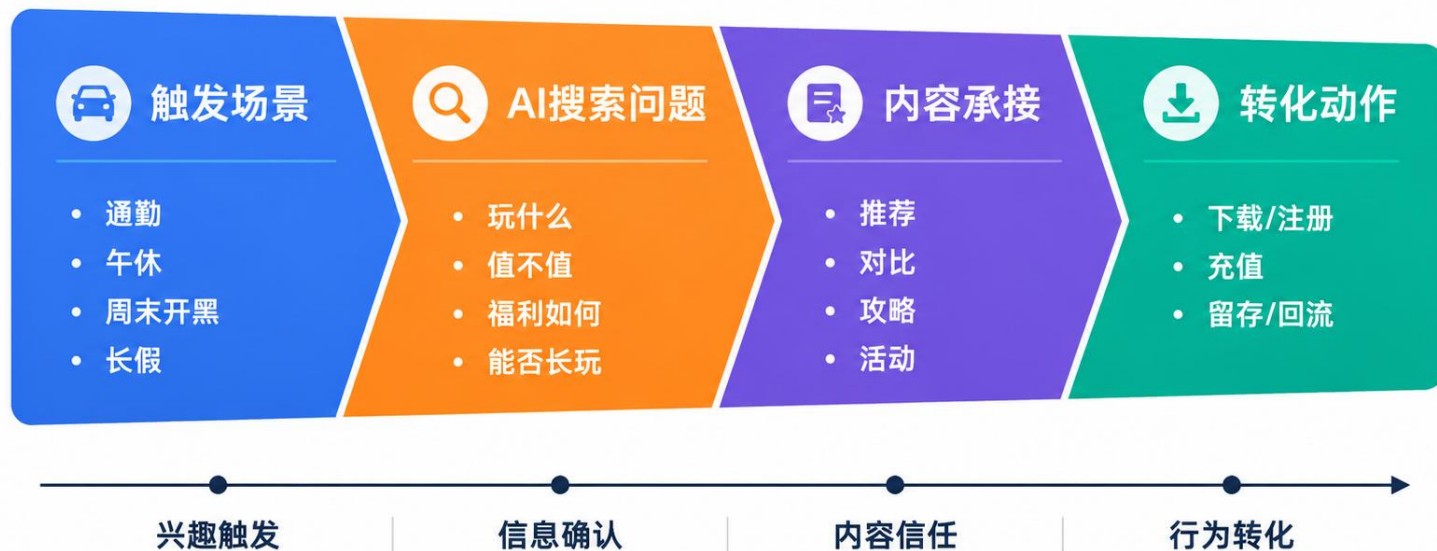 触发场景
通勤
午休
周末开黑
长假
AI搜索问题
玩什么
值不值
福利如何
能否长玩
内容承接
推荐
对比
攻略
活动
转化动作
下载/注册
充值
留存/回流
兴趣触发
信息确认
内容信任
行为转化